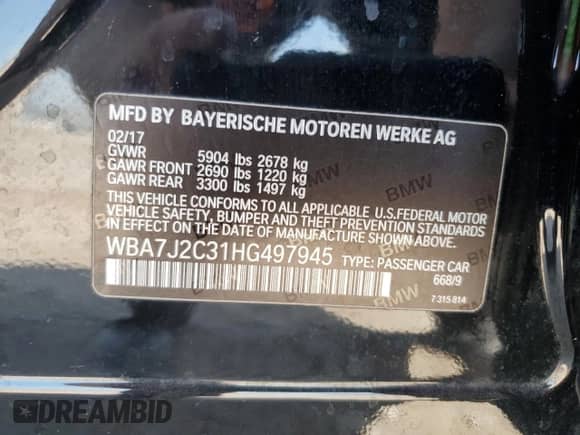 MFD BY BAYERISCHE MOTOREN WERKE AG
02/17
GVWR 5904 lbs 2678 kg
GAWR FRONT 2690 lbs 1220 kg
GAWR REAR 3300 lbs 1497 kg
THIS VEHICLE CONFORMS TO ALL APPLICABLE U.S.FEDERAL MOTOR
VEHICLE SAFETY, BUMPER AND THEFT PREVENTION STANDARDS
IN EFFECT ON THE DATE OF MANUFACTURE SHOWN ABOVE.
WBA7J2C31HG497945 TYPE: PASSENGER CAR
668/9
7 315 814
DREAMBID